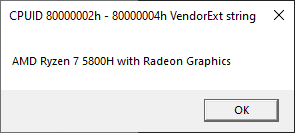 CPUID 80000002h - 80000004h VendorExt string
AMD Ryzen 7 5800H with Radeon Graphics
OK